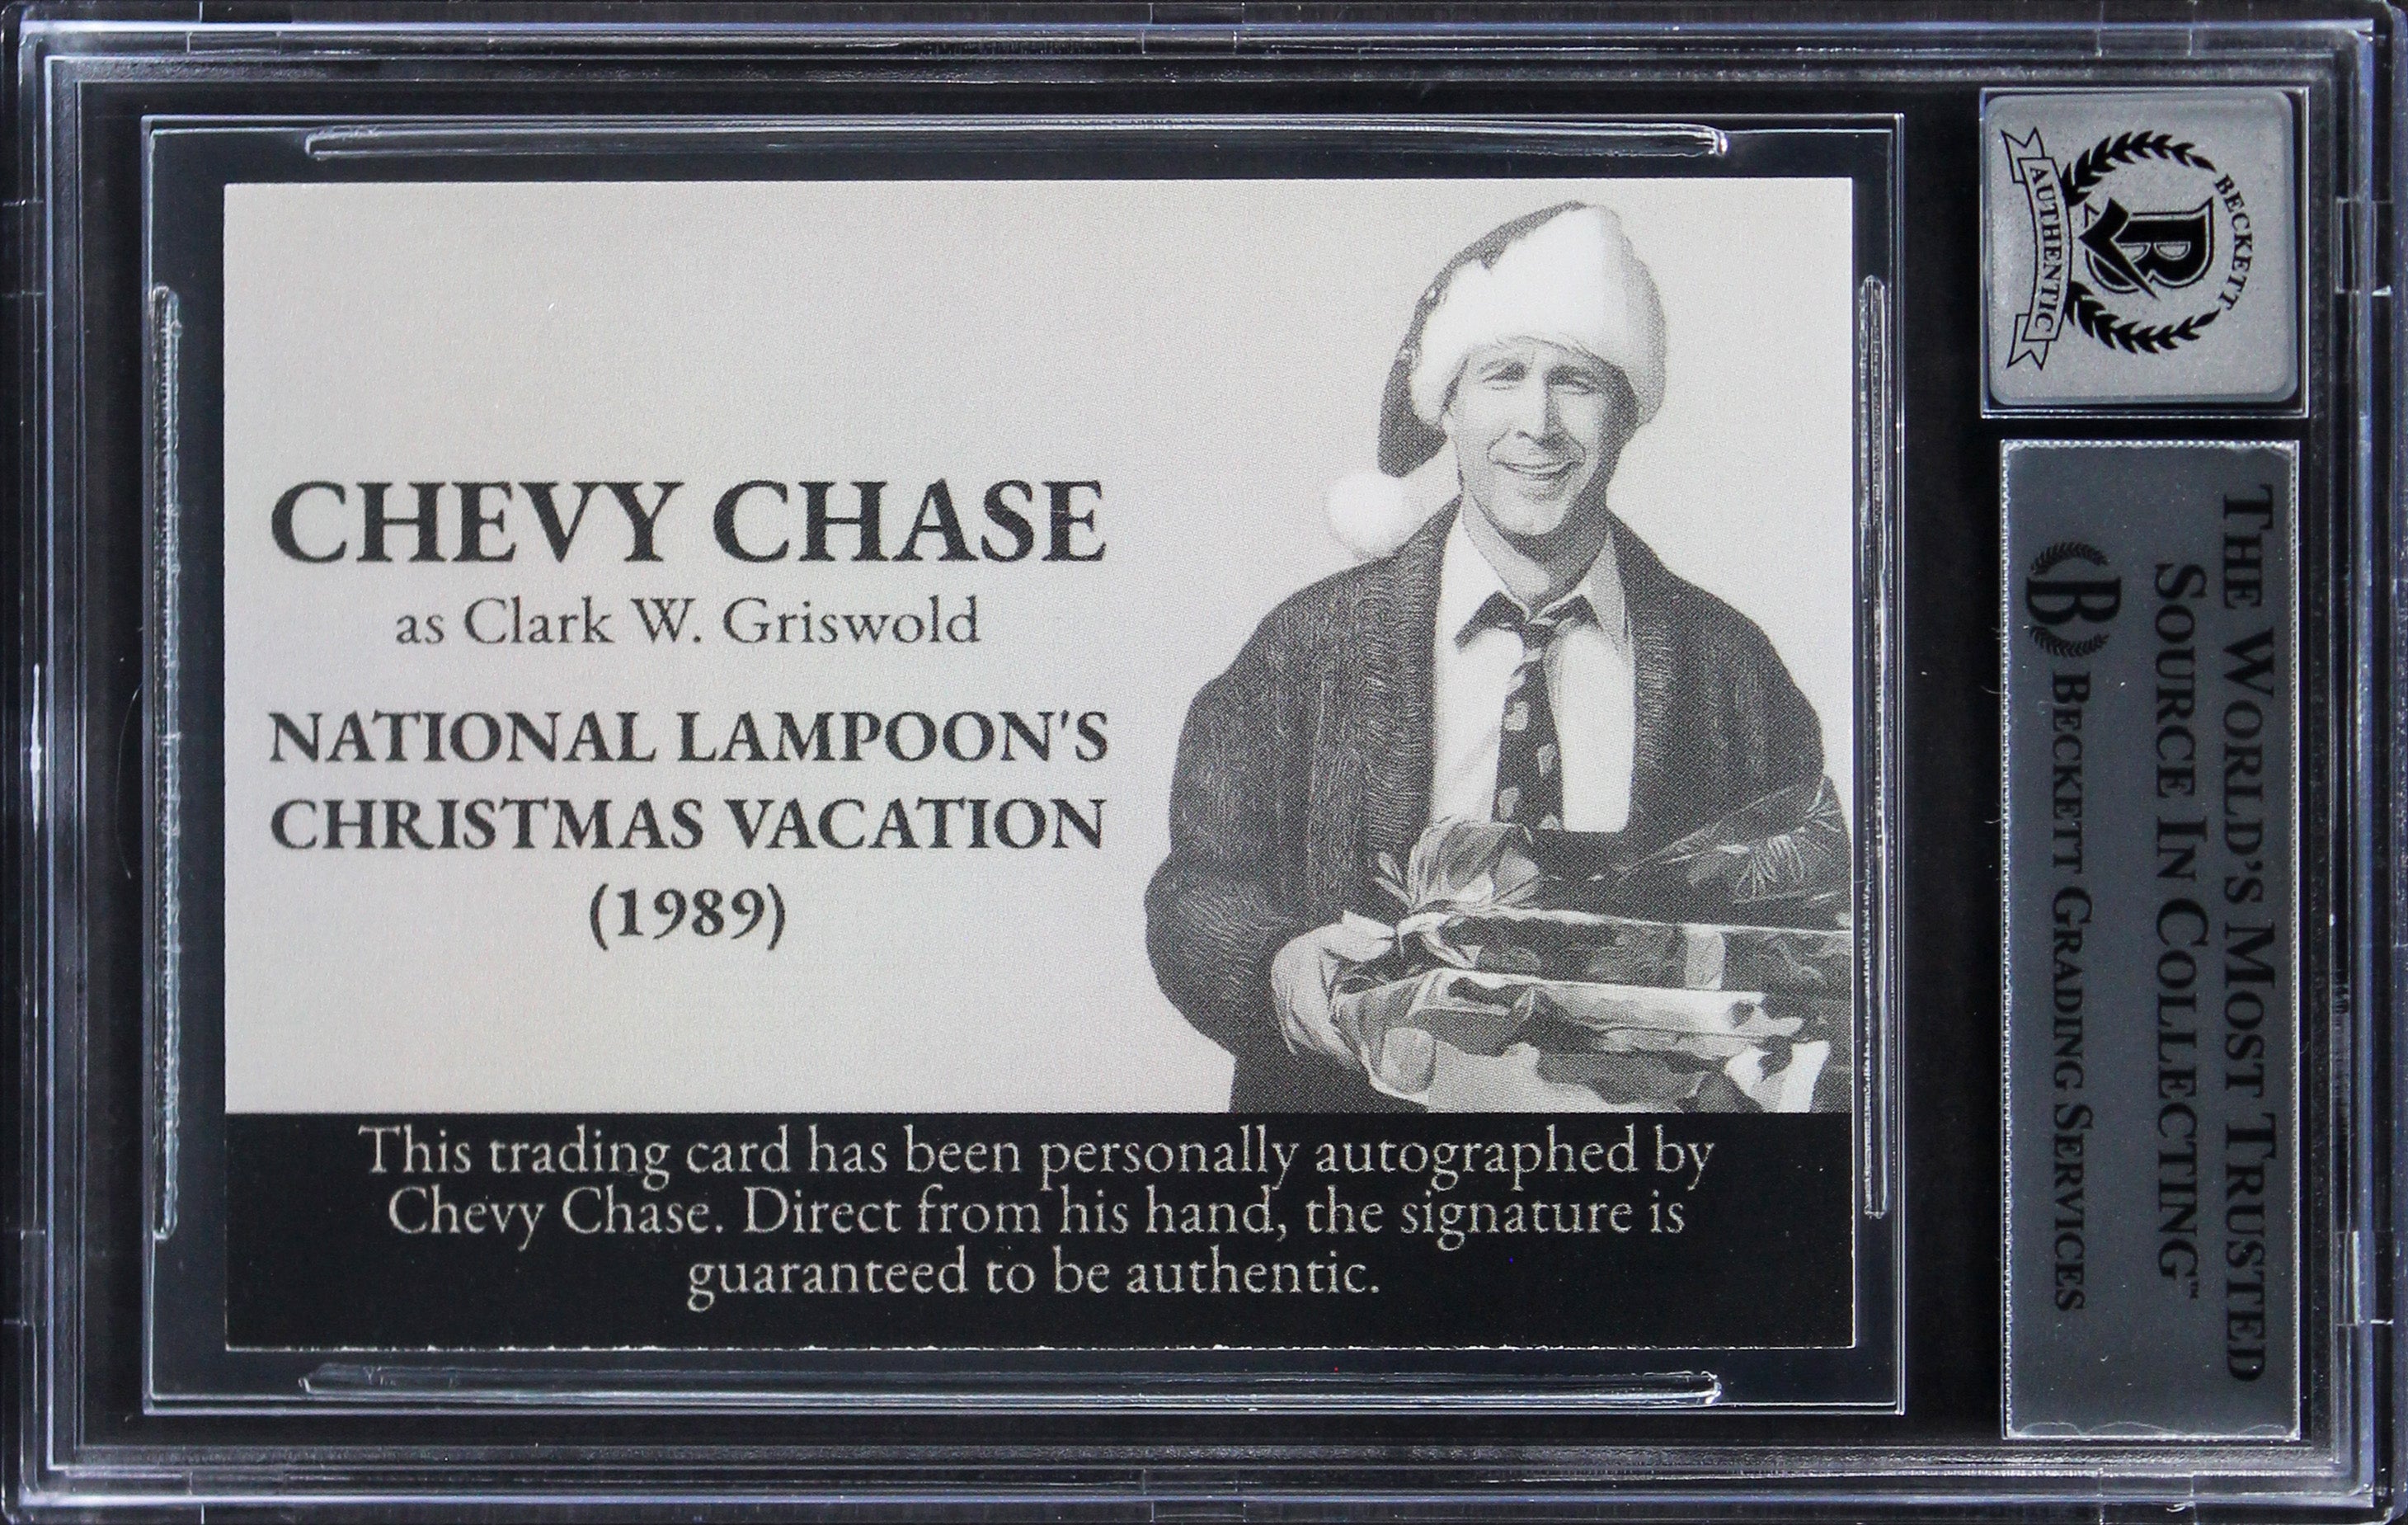 CHEVY CHASE
as Clark W. Griswold
NATIONAL LAMPOON'S
CHRISTMAS VACATION
(1989)
This trading card has been personally autographed by
Chevy Chase. Direct from his hand, the signature is
guaranteed to be authentic.
BECKETT
B
AUTHENTIC
THE WORLD'S MOST TRUSTED
SOURCE IN COLLECTING™
B BECKETT GRADING SERVICES